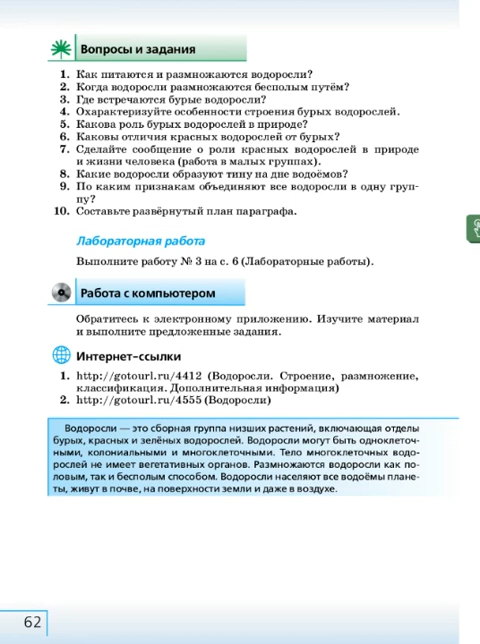 Вопросы и задания
1. Как питаются и размножаются водоросли?
2. Когда водоросли размножаются бесполым путём?
3. Где встречаются бурые водоросли?
4. Охарактеризуйте особенности строения бурых водорослей.
5. Какова роль бурых водорослей в природе?
6. Каковы отличия красных водорослей от бурых?
7. Сделайте сообщение о роли красных водорослей в природе
и жизни человека (работа в малых группах).
8. Какие водоросли образуют тину на дне водоёмов?
9. По каким признакам объединяют все водоросли в одну груп-
пу?
10. Составьте развёрнутый план параграфа.
Лабораторная работа
Выполните работу № 3 на с. 6 (Лабораторные работы).
Работа с компьютером
Обратитесь к электронному приложению. Изучите материал
и выполните предложенные задания.
Интернет-ссылки
1. http://gotourl.ru/4412 (Водоросли. Строение, размножение,
классификация. Дополнительная информация)
2. http://gotourl.ru/4555 (Водоросли)
Водоросли — это сборная группа низших растений, включающая отделы
бурых, красных и зелёных водорослей. Водоросли могут быть одноклеточ-
ными, колониальными и многоклеточными. Тело многоклеточных водо-
рослей не имеет вегетативных органов. Размножаются водоросли как по-
ловым, так и бесполым способом. Водоросли населяют все водоёмы плане-
ты, живут в почве, на поверхности земли и даже в воздухе.
62